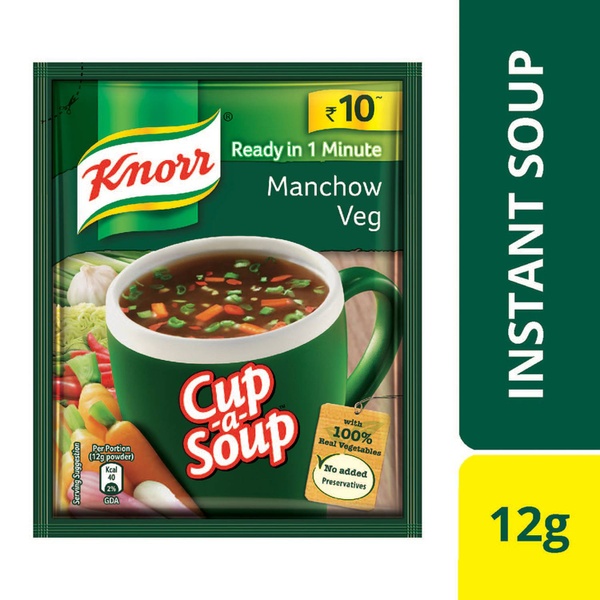 Knorr
®
₹10~
Ready in 1 Minute
Manchow
Veg
Cup
-a-
Soup™
with
100%
Real Vegetables
No added
Preservatives
Per Portion
(12g powder)
Kcal
40
2%
GDA
Serving Suggestion
INSTANT SOUP
12g